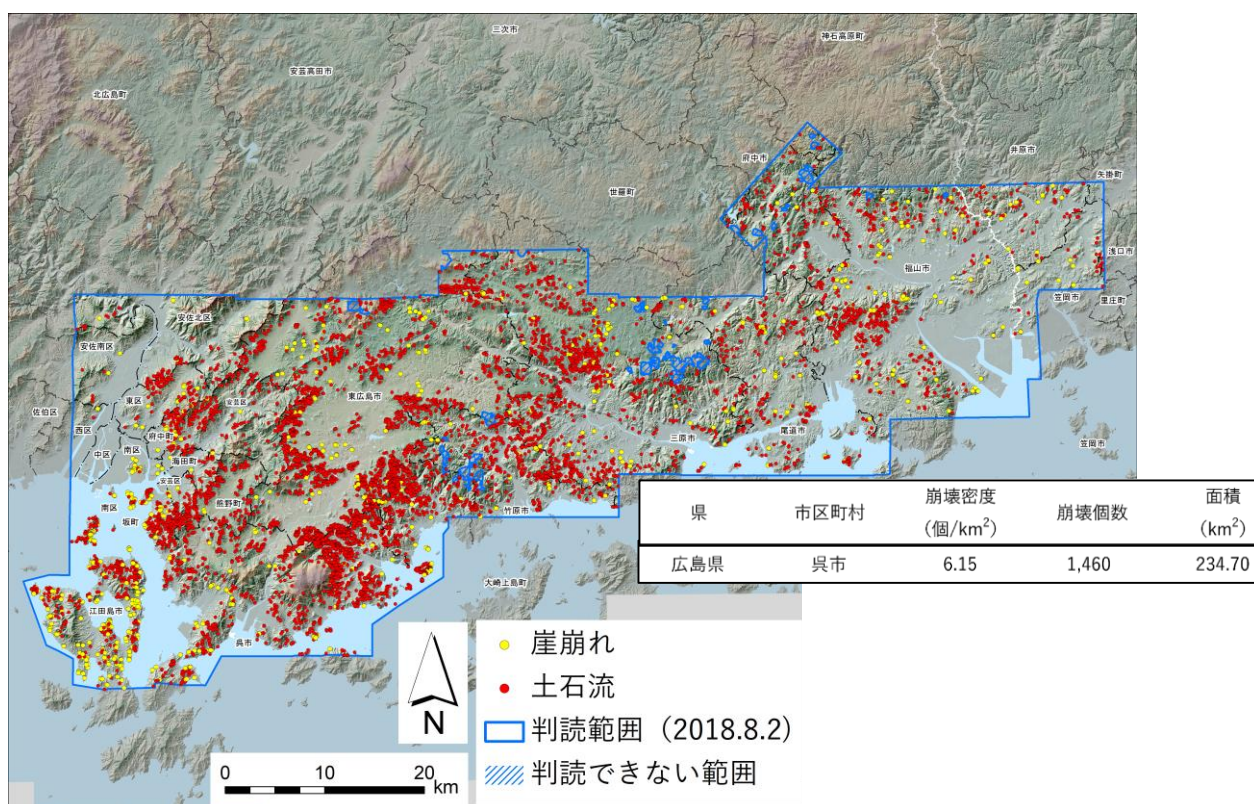 三次市
神石高原町
安芸高田市
北広島町
府中市
井原市
世羅町
矢掛町
浅口市
福山市
笠岡市
里庄町
安佐北区
安佐南区
東広島市
佐伯区
東区
安芸区
西区
府中町
中区
南区
海田町
安芸区
三原市
尾道市
笠岡市
熊野町
南区
坂町
竹原市
大崎上島町
江田島市
呉市
県 市区町村 崩壊密度 (個/km²) 崩壊個数 面積 (km²)
広島県 呉市 6.15 1,460 234.70
崖崩れ
土石流
判読範囲（2018.8.2）
判読できない範囲
N
0 10 20
km